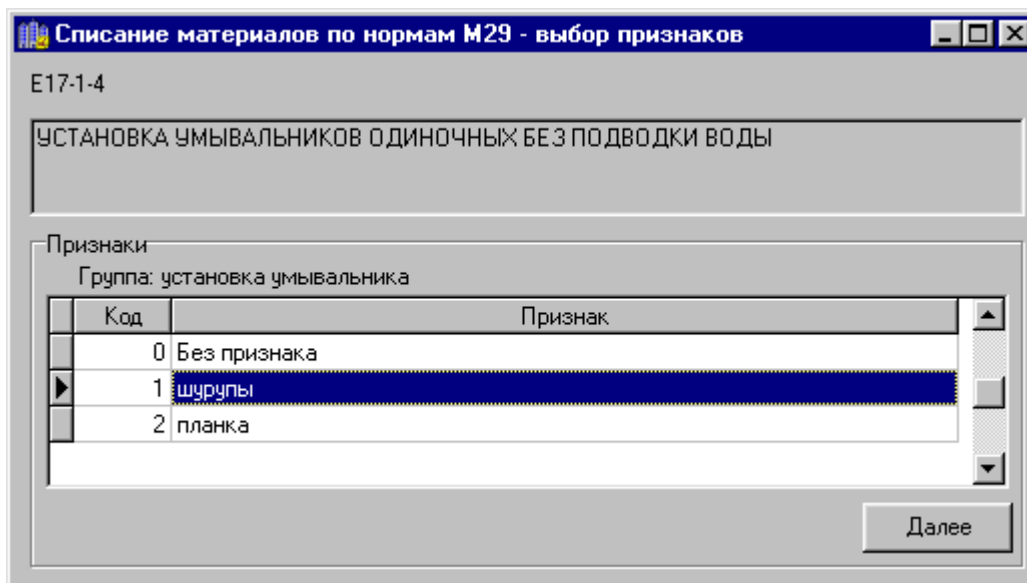 Списание материалов по нормам М29 - выбор признаков
Е17-1-4
УСТАНОВКА УМЫВАЛЬНИКОВ ОДИНОЧНЫХ БЕЗ ПОДВОДКИ ВОДЫ
Признаки
Группа: установка умывальника
Код Признак
0 Без признака
1 шурупы
2 планка
Далее